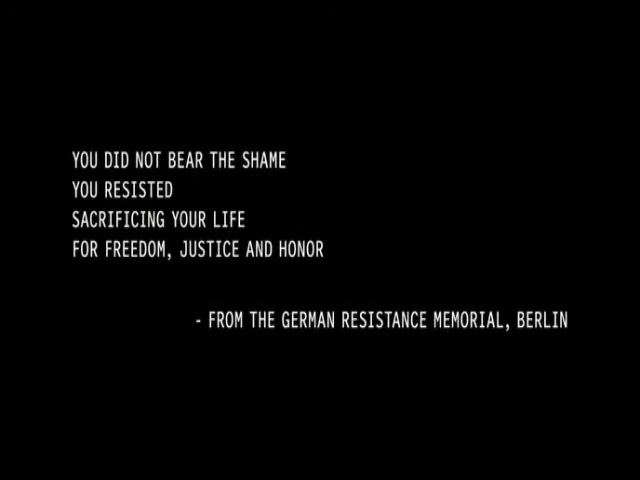 YOU DID NOT BEAR THE SHAME
YOU RESISTED
SACRIFICING YOUR LIFE
FOR FREEDOM, JUSTICE AND HONOR
- FROM THE GERMAN RESISTANCE MEMORIAL, BERLIN